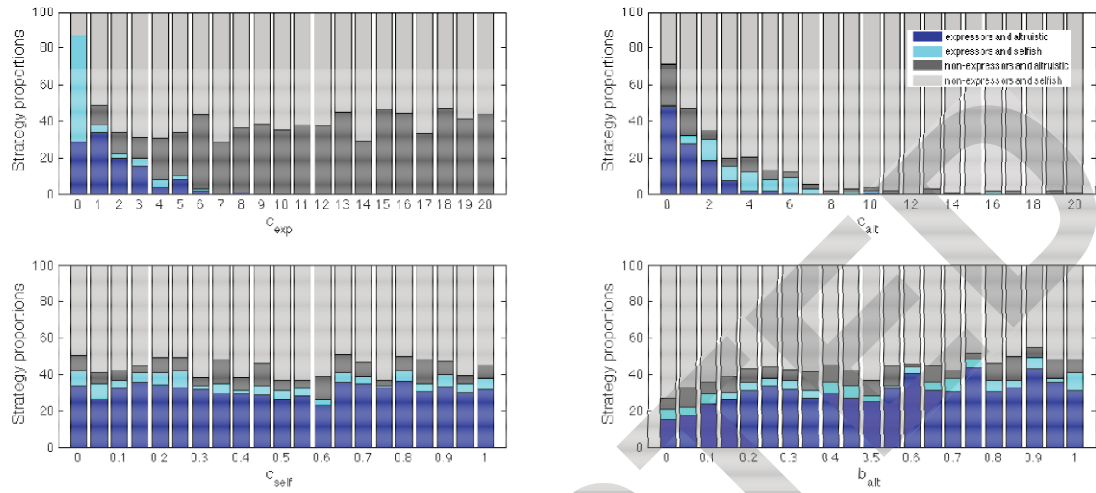 Strategy proportions
100
80
60
40
20
0
0 1 2 3 4 5 6 7 8 9 10 11 12 13 14 15 16 17 18 19 20
c_exp
Strategy proportions
100
80
60
40
20
0
0 2 4 6 8 10 12 14 16 18 20
c_alt
expressors and altruistic
expressors and selfish
non-expressors and altruistic
non-expressors and selfish
Strategy proportions
100
80
60
40
20
0
0 0.1 0.2 0.3 0.4 0.5 0.6 0.7 0.8 0.9 1
c_self
Strategy proportions
100
80
60
40
20
0
0 0.1 0.2 0.3 0.4 0.5 0.6 0.7 0.8 0.9 1
b_alt